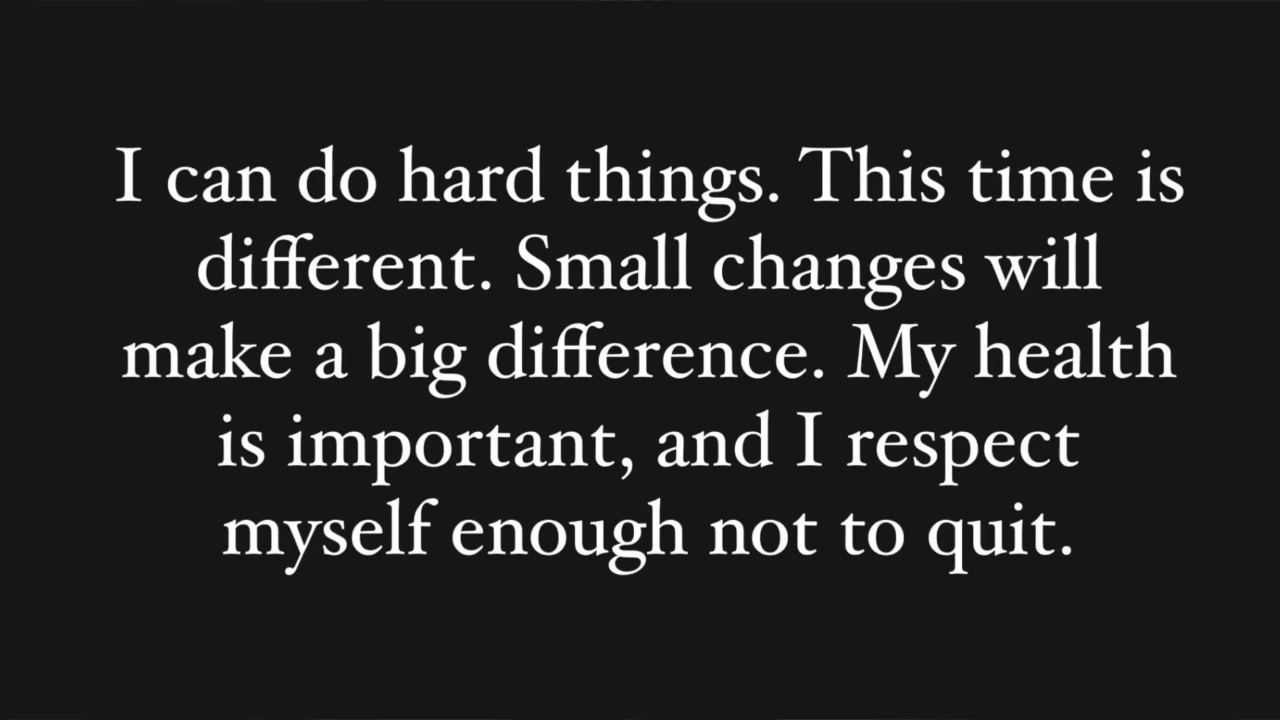 I can do hard things. This time is
different. Small changes will
make a big difference. My health
is important, and I respect
myself enough not to quit.